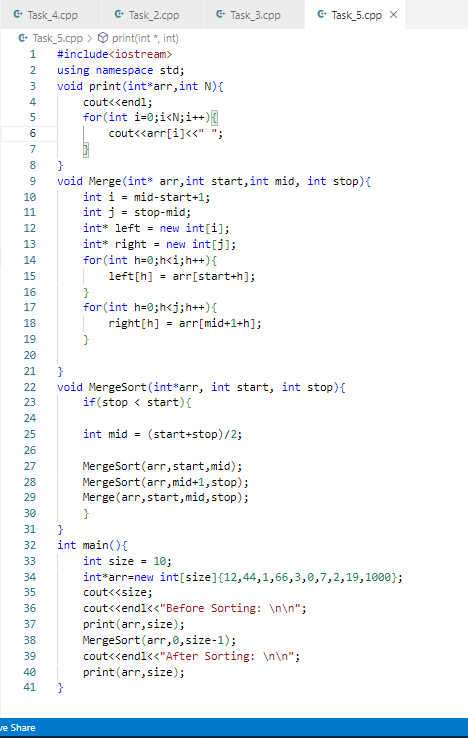 Task_4.cpp Task_2.cpp Task_3.cpp Task_5.cpp ×
Task_5.cpp > print(int *, int)
1 #include<iostream>
2 using namespace std;
3 void print(int*arr,int N){
4 cout<<endl;
5 for(int i=0;i<N;i++){
6 cout<<arr[i]<<" ";
7 }
8 }
9 void Merge(int* arr,int start,int mid, int stop){
10 int i = mid-start+1;
11 int j = stop-mid;
12 int* left = new int[i];
13 int* right = new int[j];
14 for(int h=0;h<i;h++){
15 left[h] = arr[start+h];
16 }
17 for(int h=0;h<j;h++){
18 right[h] = arr[mid+1+h];
19 }
20
21 }
22 void MergeSort(int*arr, int start, int stop){
23 if(stop < start){
24
25 int mid = (start+stop)/2;
26
27 MergeSort(arr,start,mid);
28 MergeSort(arr,mid+1,stop);
29 Merge(arr,start,mid,stop);
30 }
31 }
32 int main(){
33 int size = 10;
34 int*arr=new int[size]{12,44,1,66,3,0,7,2,19,1000};
35 cout<<size;
36 cout<<endl<<"Before Sorting: \n\n";
37 print(arr,size);
38 MergeSort(arr,0,size-1);
39 cout<<endl<<"After Sorting: \n\n";
40 print(arr,size);
41 }
ve Share